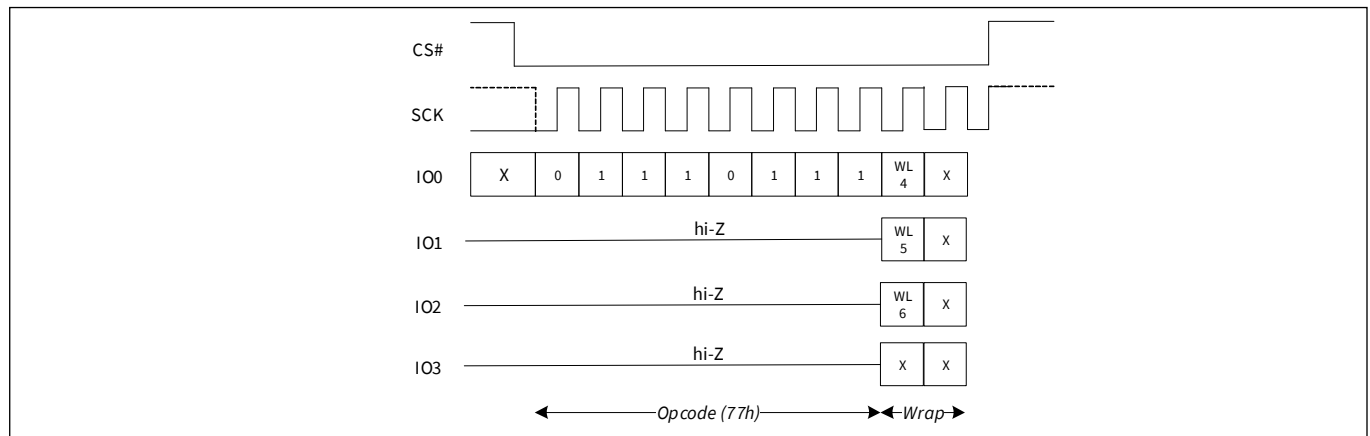 CS#
SCK
IO0 X 0 1 1 1 0 1 1 1 WL 4 X
hi-Z
IO1 WL 5 X
hi-Z
IO2 WL 6 X
hi-Z
IO3 X X
Opcode (77h) Wrap